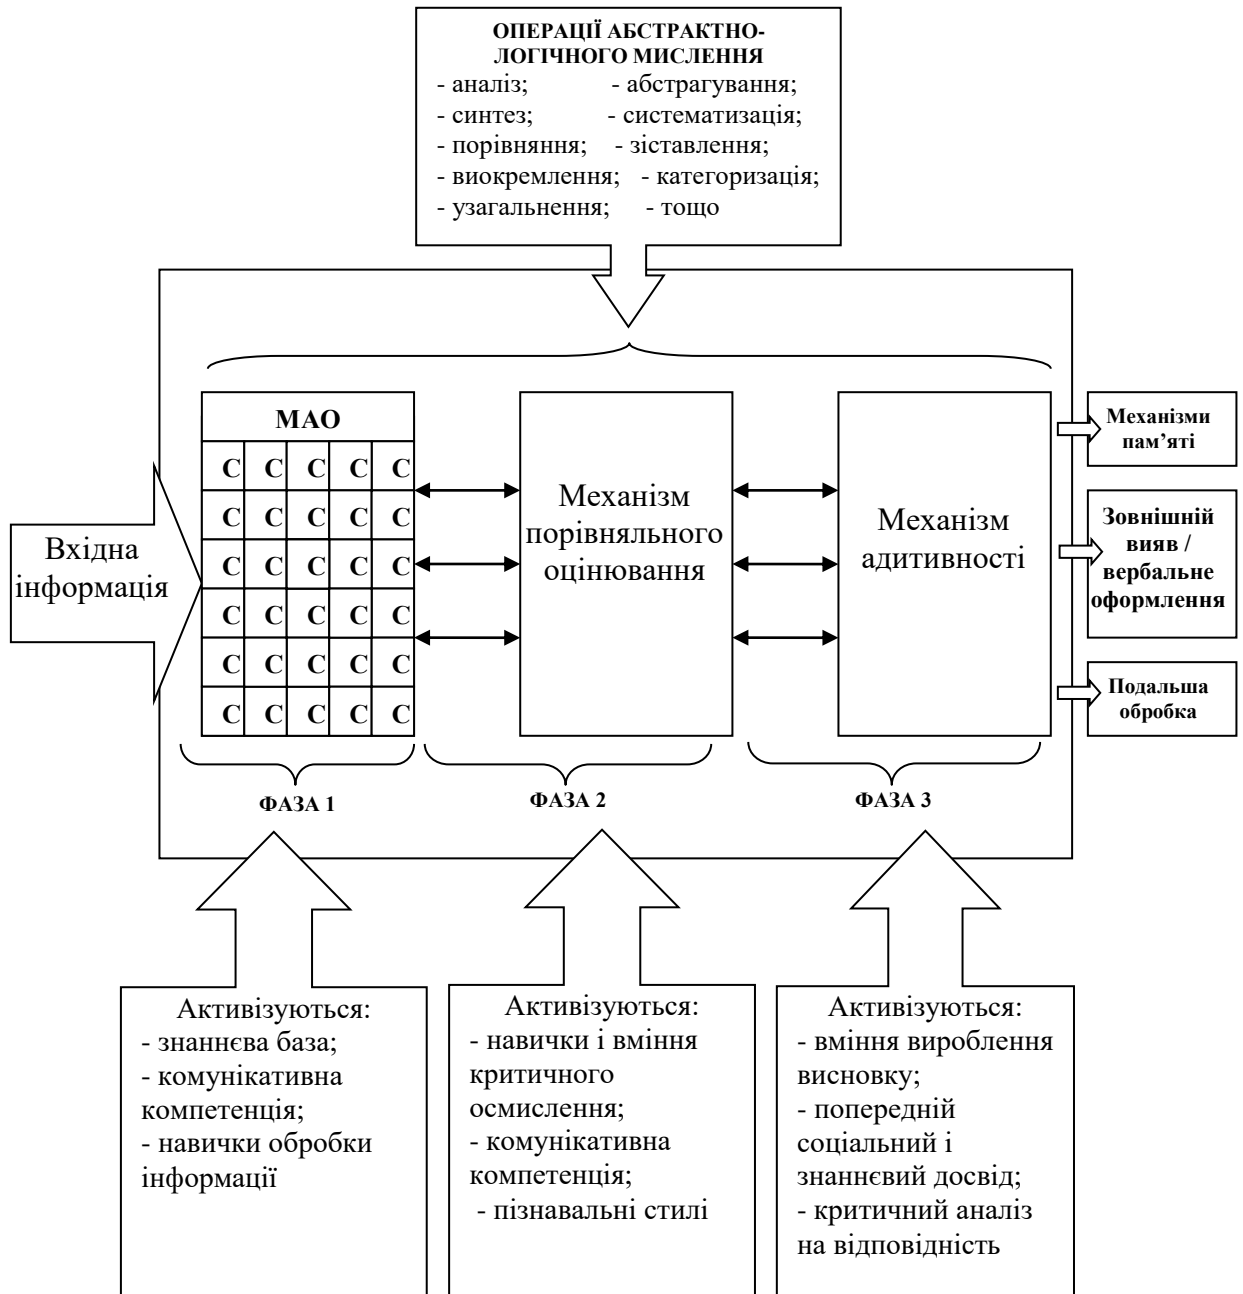 ОПЕРАЦІЇ АБСТРАКТНО-
ЛОГІЧНОГО МИСЛЕННЯ
- аналіз; - абстрагування;
- синтез; - систематизація;
- порівняння; - зіставлення;
- виокремлення; - категоризація;
- узагальнення; - тощо
Вхідна
інформація
МАО
С С С С С
С С С С С
С С С С С
С С С С С
С С С С С
С С С С С
Механізм
порівняльного
оцінювання
Механізм
адитивності
Механізми
пам’яті
Зовнішній
вияв /
вербальне
оформлення
Подальша
обробка
ФАЗА 1
ФАЗА 2
ФАЗА 3
Активізуються:
- знаннєва база;
- комунікативна
компетенція;
- навички обробки
інформації
Активізуються:
- навички і вміння
критичного
осмислення;
- комунікативна
компетенція;
- пізнавальні стилі
Активізуються:
- вміння вироблення
висновку;
- попередній
соціальний і
знаннєвий досвід;
- критичний аналіз
на відповідність